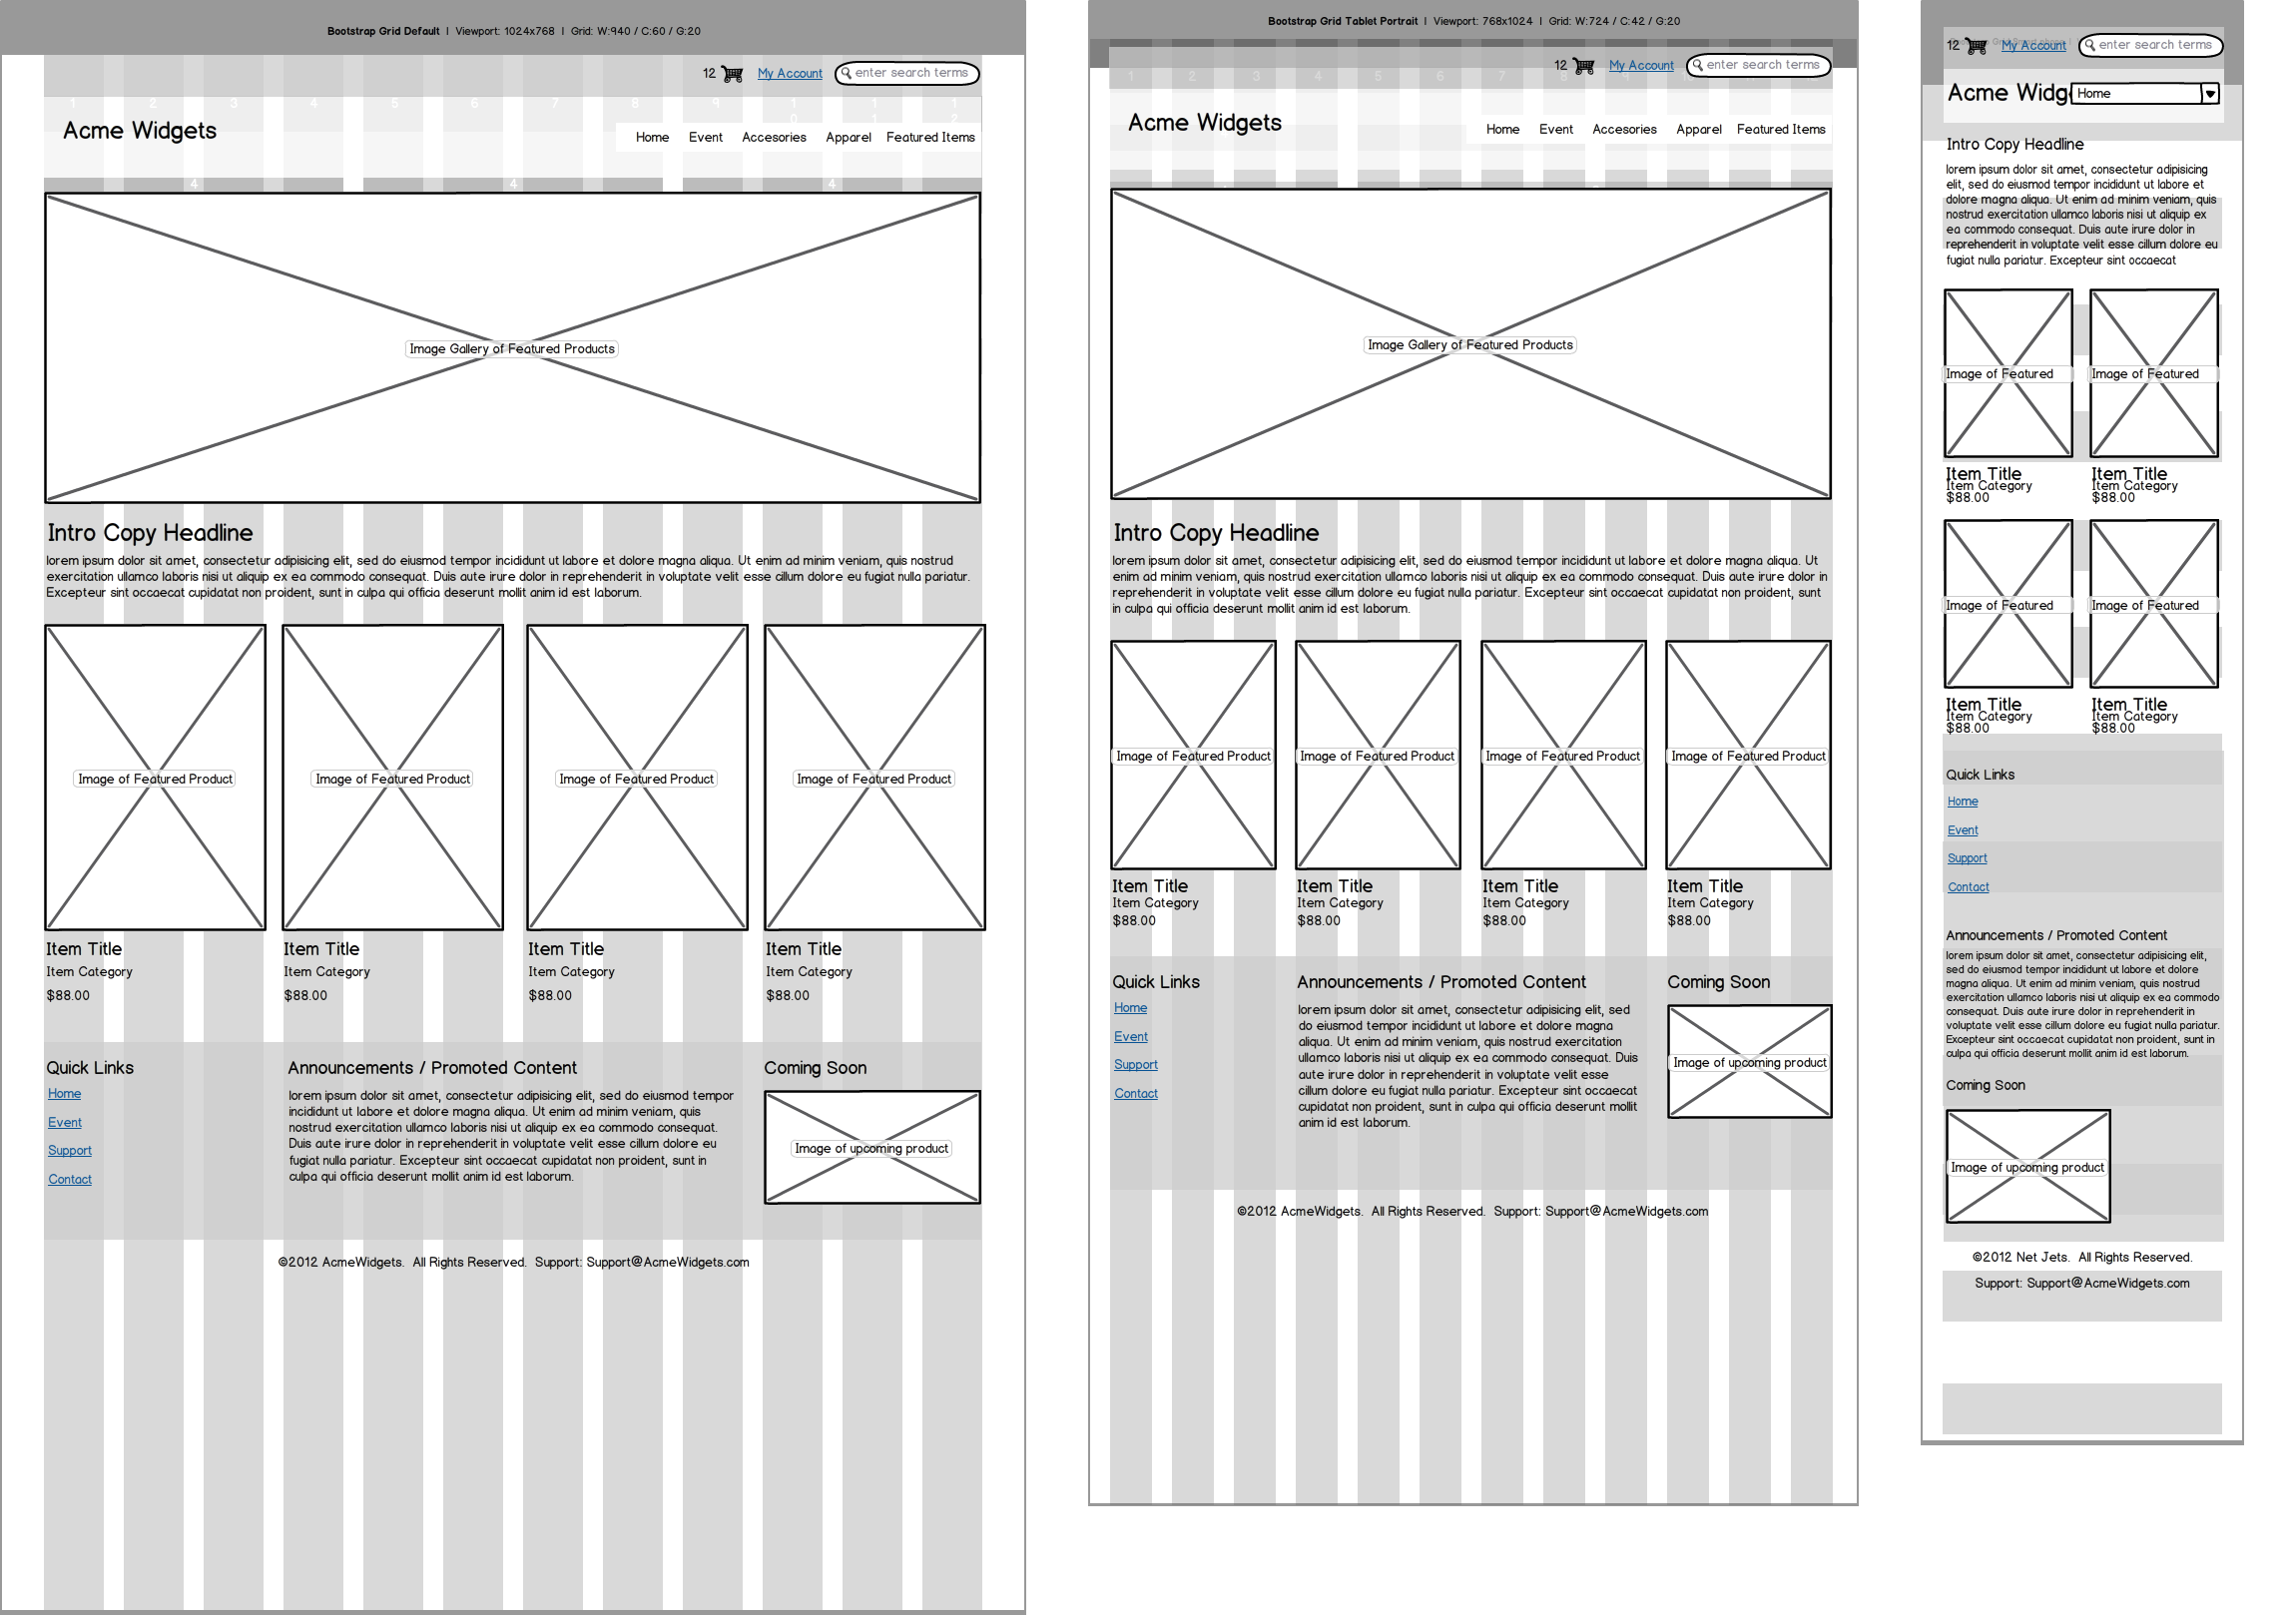 Bootstrap Grid Default | Viewport: 1024x768 | Grid: W:940 / C:60 / G:20
12 My Account enter search terms
1 2 3 4 5 6 7 8 9 10 11 12
Acme Widgets
Home Event Accesories Apparel Featured Items
4 4 4
Image Gallery of Featured Products
Intro Copy Headline
lorem ipsum dolor sit amet, consectetur adipisicing elit, sed do eiusmod tempor incididunt ut labore et dolore magna aliqua. Ut enim ad minim veniam, quis nostrud
exercitation ullamco laboris nisi ut aliquip ex ea commodo consequat. Duis aute irure dolor in reprehenderit in voluptate velit esse cillum dolore eu fugiat nulla pariatur.
Excepteur sint occaecat cupidatat non proident, sunt in culpa qui officia deserunt mollit anim id est laborum.
Image of Featured Product Image of Featured Product Image of Featured Product Image of Featured Product
Item Title Item Title Item Title Item Title
Item Category Item Category Item Category Item Category
$88.00 $88.00 $88.00 $88.00
Quick Links
Home
Event
Support
Contact
Announcements / Promoted Content
lorem ipsum dolor sit amet, consectetur adipisicing elit, sed do eiusmod tempor
incididunt ut labore et dolore magna aliqua. Ut enim ad minim veniam, quis
nostrud exercitation ullamco laboris nisi ut aliquip ex ea commodo consequat.
Duis aute irure dolor in reprehenderit in voluptate velit esse cillum dolore eu
fugiat nulla pariatur. Excepteur sint occaecat cupidatat non proident, sunt in
culpa qui officia deserunt mollit anim id est laborum.
Coming Soon
Image of upcoming product
©2012 AcmeWidgets. All Rights Reserved. Support: Support@AcmeWidgets.com
Bootstrap Grid Tablet Portrait | Viewport: 768x1024 | Grid: W:724 / C:42 / G:20
12 My Account enter search terms
1 2 3 4 5 6 7 8 9
Acme Widgets
Home Event Accesories Apparel Featured Items
Image Gallery of Featured Products
Intro Copy Headline
lorem ipsum dolor sit amet, consectetur adipisicing elit, sed do eiusmod tempor incididunt ut labore et dolore magna aliqua. Ut
enim ad minim veniam, quis nostrud exercitation ullamco laboris nisi ut aliquip ex ea commodo consequat. Duis aute irure dolor in
reprehenderit in voluptate velit esse cillum dolore eu fugiat nulla pariatur. Excepteur sint occaecat cupidatat non proident, sunt
in culpa qui officia deserunt mollit anim id est laborum.
Image of Featured Product Image of Featured Product Image of Featured Product Image of Featured Product
Item Title Item Title Item Title Item Title
Item Category Item Category Item Category Item Category
$88.00 $88.00 $88.00 $88.00
Quick Links
Home
Event
Support
Contact
Announcements / Promoted Content
lorem ipsum dolor sit amet, consectetur adipisicing elit, sed
do eiusmod tempor incididunt ut labore et dolore magna
aliqua. Ut enim ad minim veniam, quis nostrud exercitation
ullamco laboris nisi ut aliquip ex ea commodo consequat. Duis
aute irure dolor in reprehenderit in voluptate velit esse
cillum dolore eu fugiat nulla pariatur. Excepteur sint occaecat
cupidatat non proident, sunt in culpa qui officia deserunt mollit
anim id est laborum.
Coming Soon
Image of upcoming product
©2012 AcmeWidgets. All Rights Reserved. Support: Support@AcmeWidgets.com
12 My Account enter search terms
Acme Widg Home
Intro Copy Headline
lorem ipsum dolor sit amet, consectetur adipisicing
elit, sed do eiusmod tempor incididunt ut labore et
dolore magna aliqua. Ut enim ad minim veniam, quis
nostrud exercitation ullamco laboris nisi ut aliquip ex
ea commodo consequat. Duis aute irure dolor in
reprehenderit in voluptate velit esse cillum dolore eu
fugiat nulla pariatur. Excepteur sint occaecat
Image of Featured Image of Featured
Item Title Item Title
Item Category Item Category
$88.00 $88.00
Image of Featured Image of Featured
Item Title Item Title
Item Category Item Category
$88.00 $88.00
Quick Links
Home
Event
Support
Contact
Announcements / Promoted Content
lorem ipsum dolor sit amet, consectetur adipisicing elit,
sed do eiusmod tempor incididunt ut labore et dolore
magna aliqua. Ut enim ad minim veniam, quis nostrud
exercitation ullamco laboris nisi ut aliquip ex ea commodo
consequat. Duis aute irure dolor in reprehenderit in
voluptate velit esse cillum dolore eu fugiat nulla pariatur.
Excepteur sint occaecat cupidatat non proident, sunt in
culpa qui officia deserunt mollit anim id est laborum.
Coming Soon
Image of upcoming product
©2012 Net Jets. All Rights Reserved.
Support: Support@AcmeWidgets.com